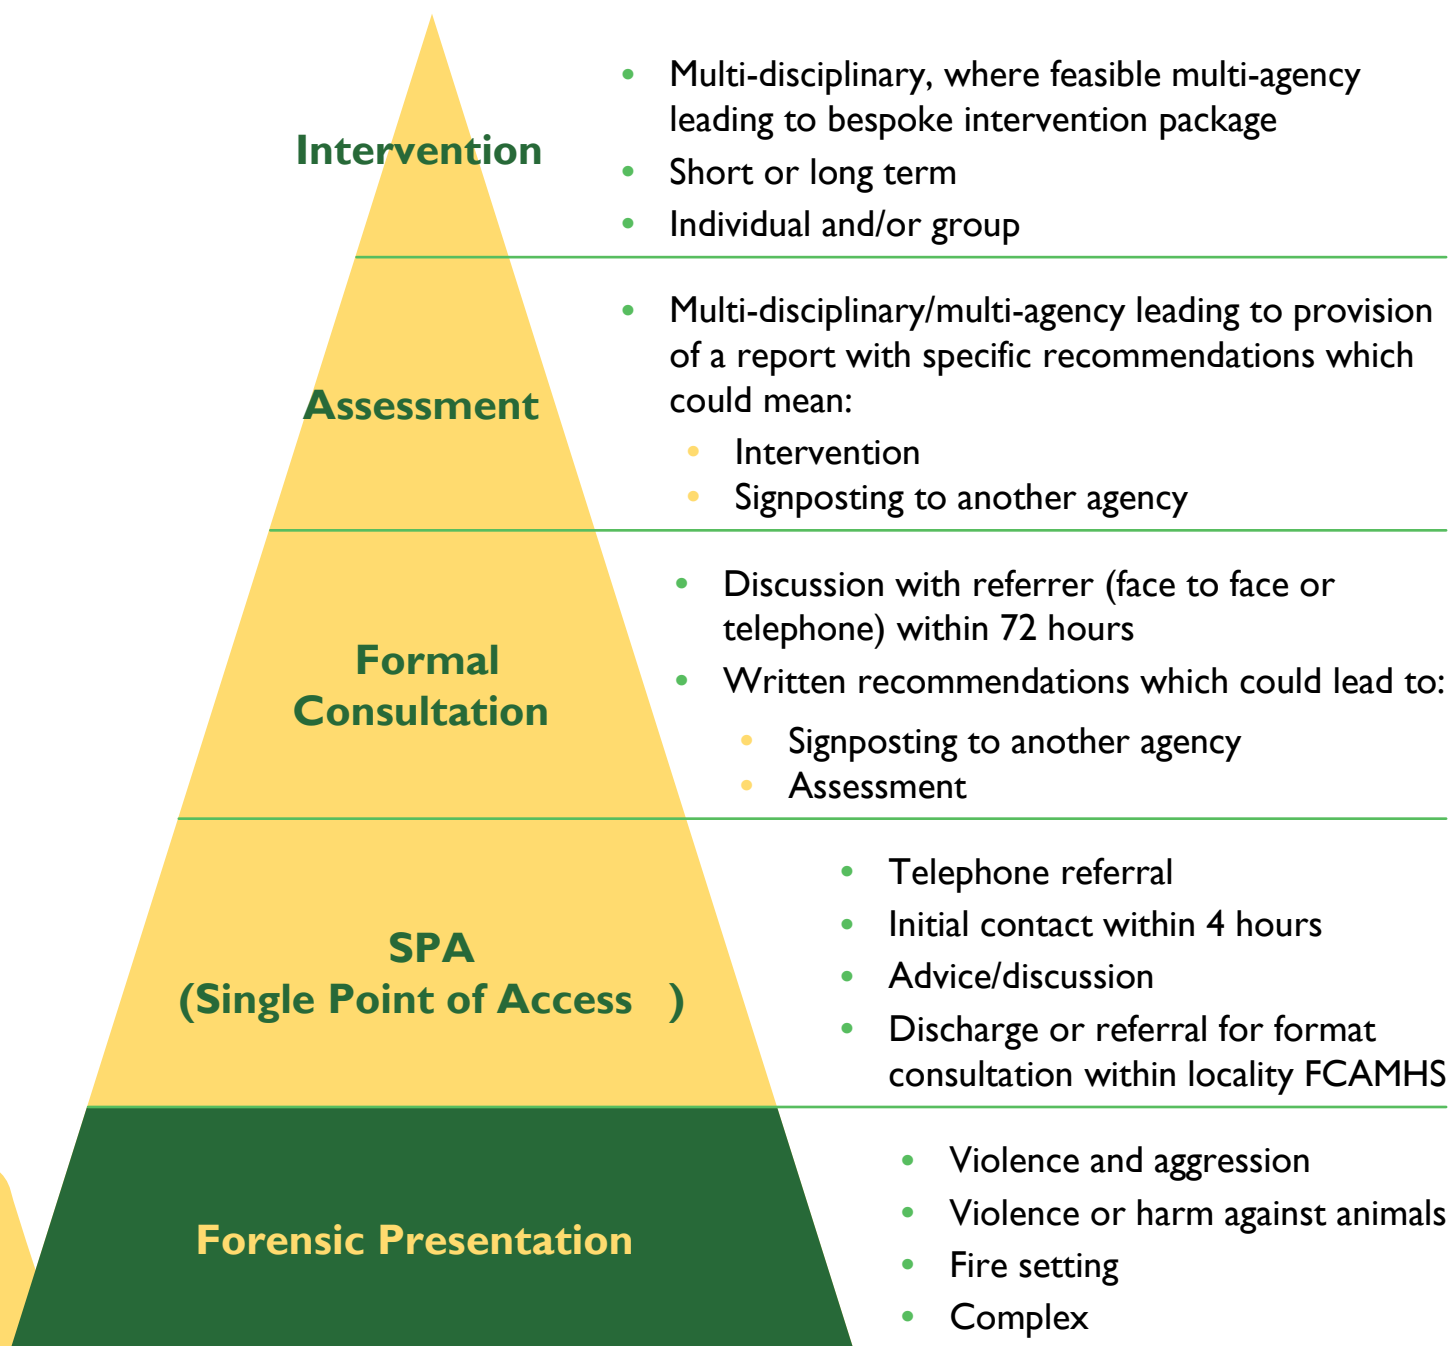 Intervention
• Multi-disciplinary, where feasible multi-agency
leading to bespoke intervention package
• Short or long term
• Individual and/or group
Assessment
• Multi-disciplinary/multi-agency leading to provision
of a report with specific recommendations which
could mean:
• Intervention
• Signposting to another agency
Formal
Consultation
• Discussion with referrer (face to face or
telephone) within 72 hours
• Written recommendations which could lead to:
• Signposting to another agency
• Assessment
SPA
(Single Point of Access )
• Telephone referral
• Initial contact within 4 hours
• Advice/discussion
• Discharge or referral for format
consultation within locality FCAMHS
Forensic Presentation
• Violence and aggression
• Violence or harm against animals
• Fire setting
• Complex